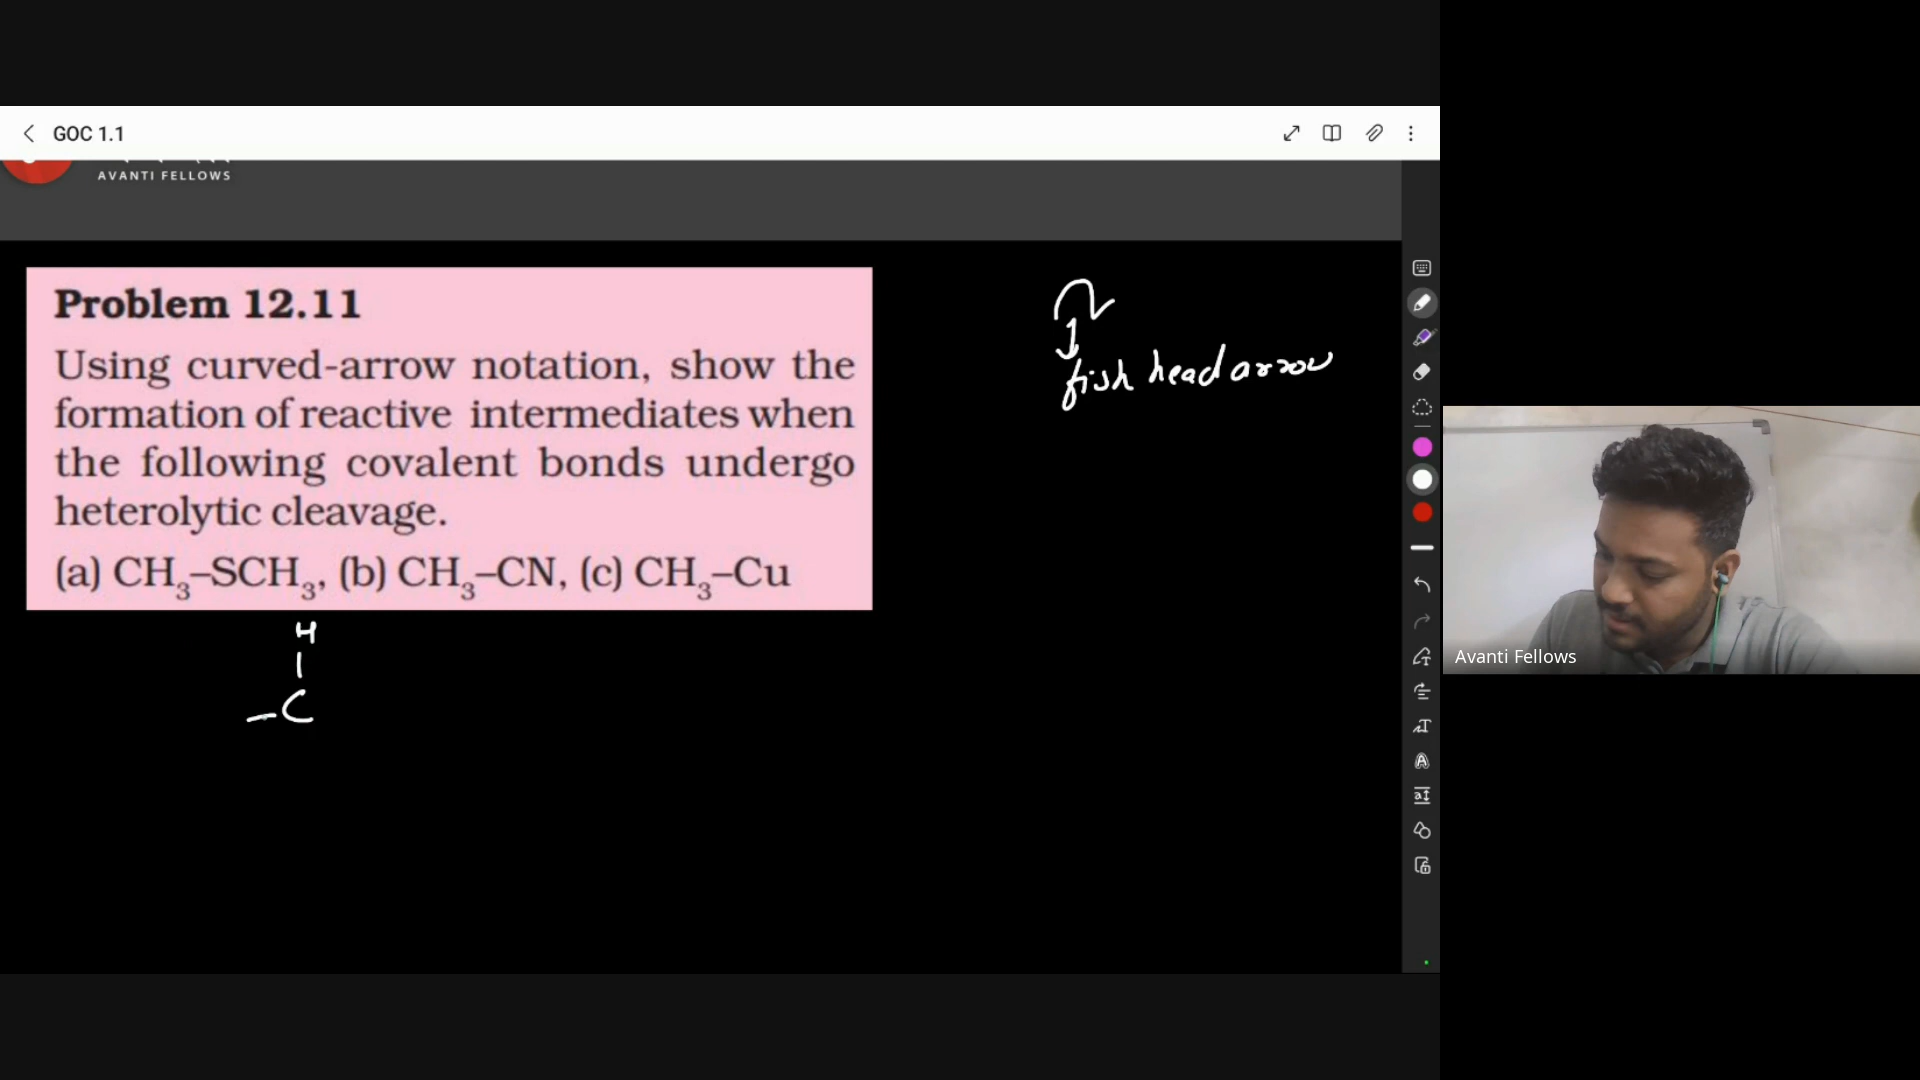 GOC 1.1
AVANTI FELLOWS
Problem 12.11
Using curved-arrow notation, show the
formation of reactive intermediates when
the following covalent bonds undergo
heterolytic cleavage.
(a) CH₃–SCH₃, (b) CH₃–CN, (c) CH₃–Cu
fish head arrow
H
|
–C
Avanti Fellows